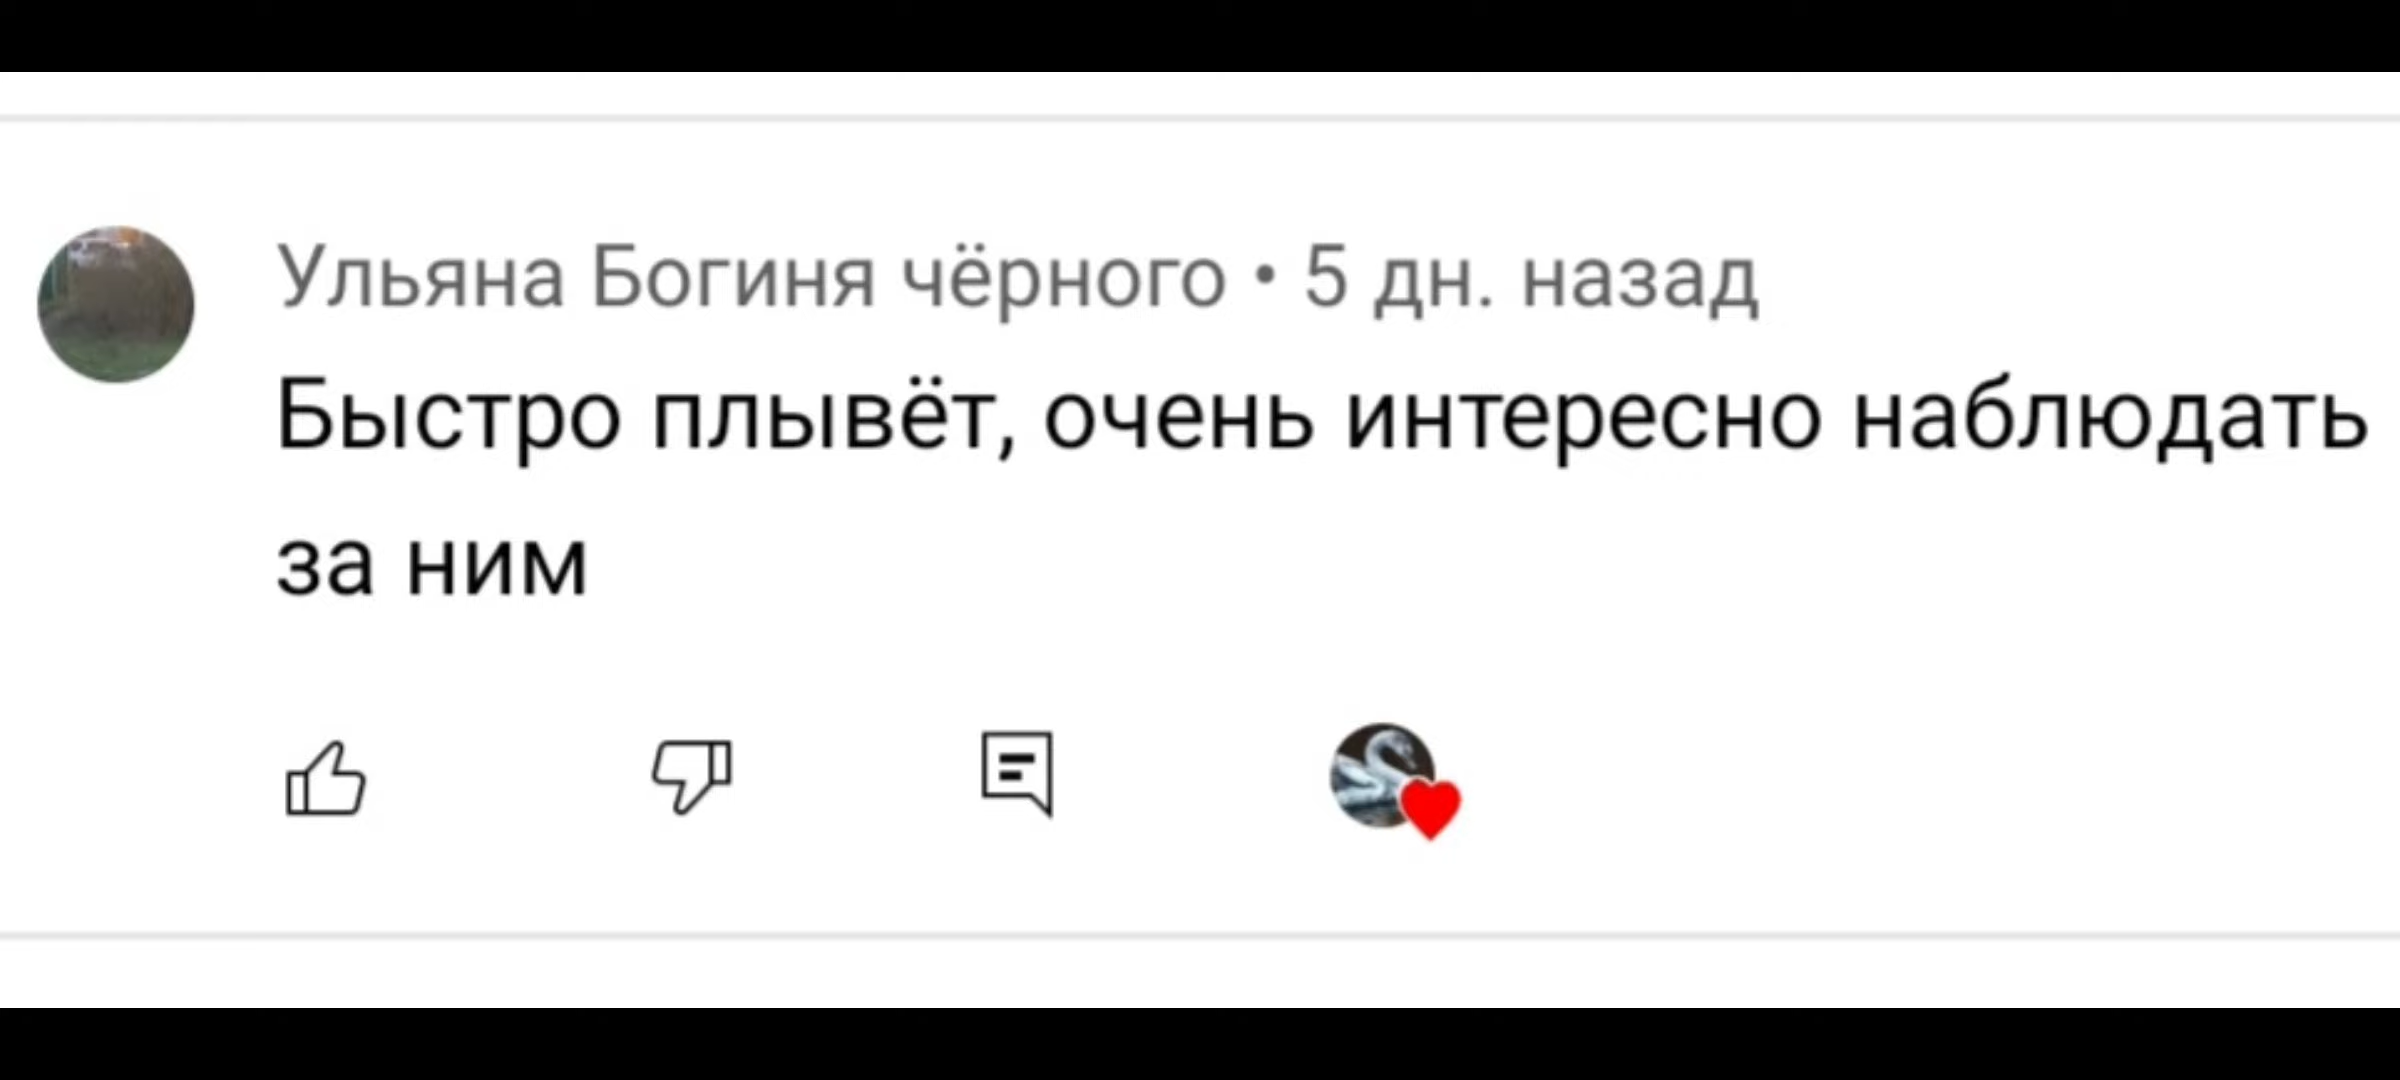 Ульяна Богиня чёрного • 5 дн. назад
Быстро плывёт, очень интересно наблюдать
за ним